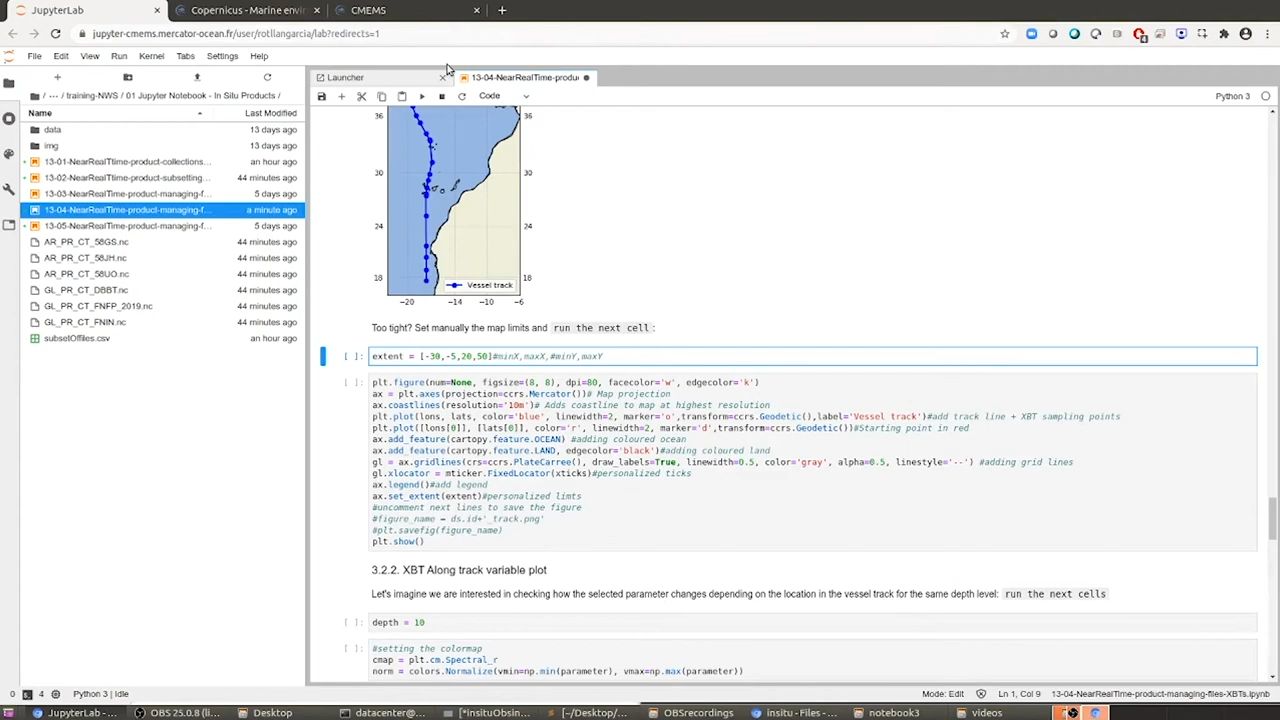 JupyterLab
Copernicus - Marine envir
CMEMS
jupyter-cmems.mercator-ocean.fr/user/rotllangarcia/lab?redirects=1
File Edit View Run Kernel Tabs Settings Help
Launcher
13-04-NearRealTime-produ
Code
Python 3
/ ··· / training-NWS / 01 Jupyter Notebook - In Situ Products /
Name Last Modified
data 13 days ago
img 13 days ago
13-01-NearRealTtime-product-collections... an hour ago
13-02-NearRealTtime-product-subsetting... 44 minutes ago
13-03-NearRealTime-product-managing-f... 5 days ago
13-04-NearRealTime-product-managing-f... a minute ago
13-05-NearRealTime-product-managing-f... 5 days ago
AR_PR_CT_58GS.nc 44 minutes ago
AR_PR_CT_58JH.nc 44 minutes ago
AR_PR_CT_58UO.nc 44 minutes ago
GL_PR_CT_DBBT.nc 44 minutes ago
GL_PR_CT_FNFP_2019.nc 44 minutes ago
GL_PR_CT_FNIN.nc 44 minutes ago
subsetOffiles.csv an hour ago
36 36
30 30
24 24
18 18
Vessel track
−20 −14 −10 −6
Too tight? Set manually the map limits and run the next cell:
[ ]: extent = [-30,-5,20,50]#minX,maxX,#minY,maxY
[ ]: plt.figure(num=None, figsize=(8, 8), dpi=80, facecolor='w', edgecolor='k')
ax = plt.axes(projection=ccrs.Mercator())# Map projection
ax.coastlines(resolution='10m')# Adds coastline to map at highest resolution
plt.plot(lons, lats, color='blue', linewidth=2, marker='o',transform=ccrs.Geodetic(),label='Vessel track')#add track line + XBT sampling points
plt.plot([lons[0]], [lats[0]], color='r', linewidth=2, marker='d',transform=ccrs.Geodetic())#Starting point in red
ax.add_feature(cartopy.feature.OCEAN) #adding coloured ocean
ax.add_feature(cartopy.feature.LAND, edgecolor='black')#adding coloured land
gl = ax.gridlines(crs=ccrs.PlateCarree(), draw_labels=True, linewidth=0.5, color='gray', alpha=0.5, linestyle='--') #adding grid lines
gl.xlocator = mticker.FixedLocator(xticks)#personalized ticks
ax.legend()#add legend
ax.set_extent(extent)#personalized limts
#uncomment next lines to save the figure
#figure_name = ds.id+'_track.png'
#plt.savefig(figure_name)
plt.show()
3.2.2. XBT Along track variable plot
Let's imagine we are interested in checking how the selected parameter changes depending on the location in the vessel track for the same depth level: run the next cells
[ ]: depth = 10
[ ]: #setting the colormap
cmap = plt.cm.Spectral_r
norm = colors.Normalize(vmin=np.min(parameter), vmax=np.max(parameter))
0 4 Python 3 | Idle
Mode: Edit Ln 1, Col 9 13-04-NearRealTime-product-managing-files-XBTs.ipynb
JupyterLab - G...
OBS 25.0.8 (li...
Desktop
datacenter@...
[*insituObsin...
[~/Desktop/...
OBSrecordings
insitu - Files - ...
notebook3
videos